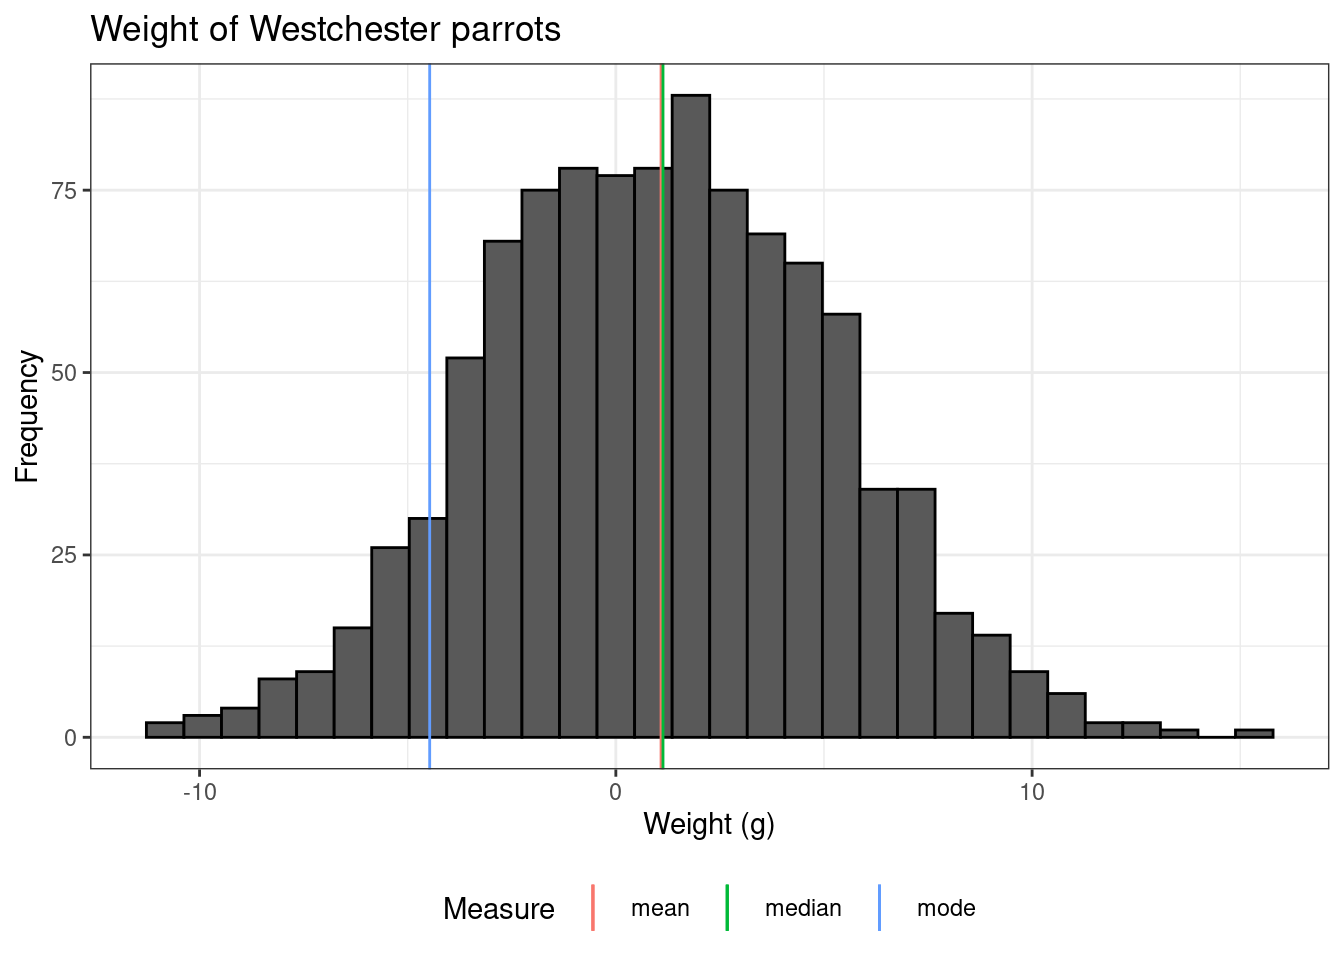 Weight of Westchester parrots
Frequency
75
50
25
0
-10
0
10
Weight (g)
Measure
mean
median
mode